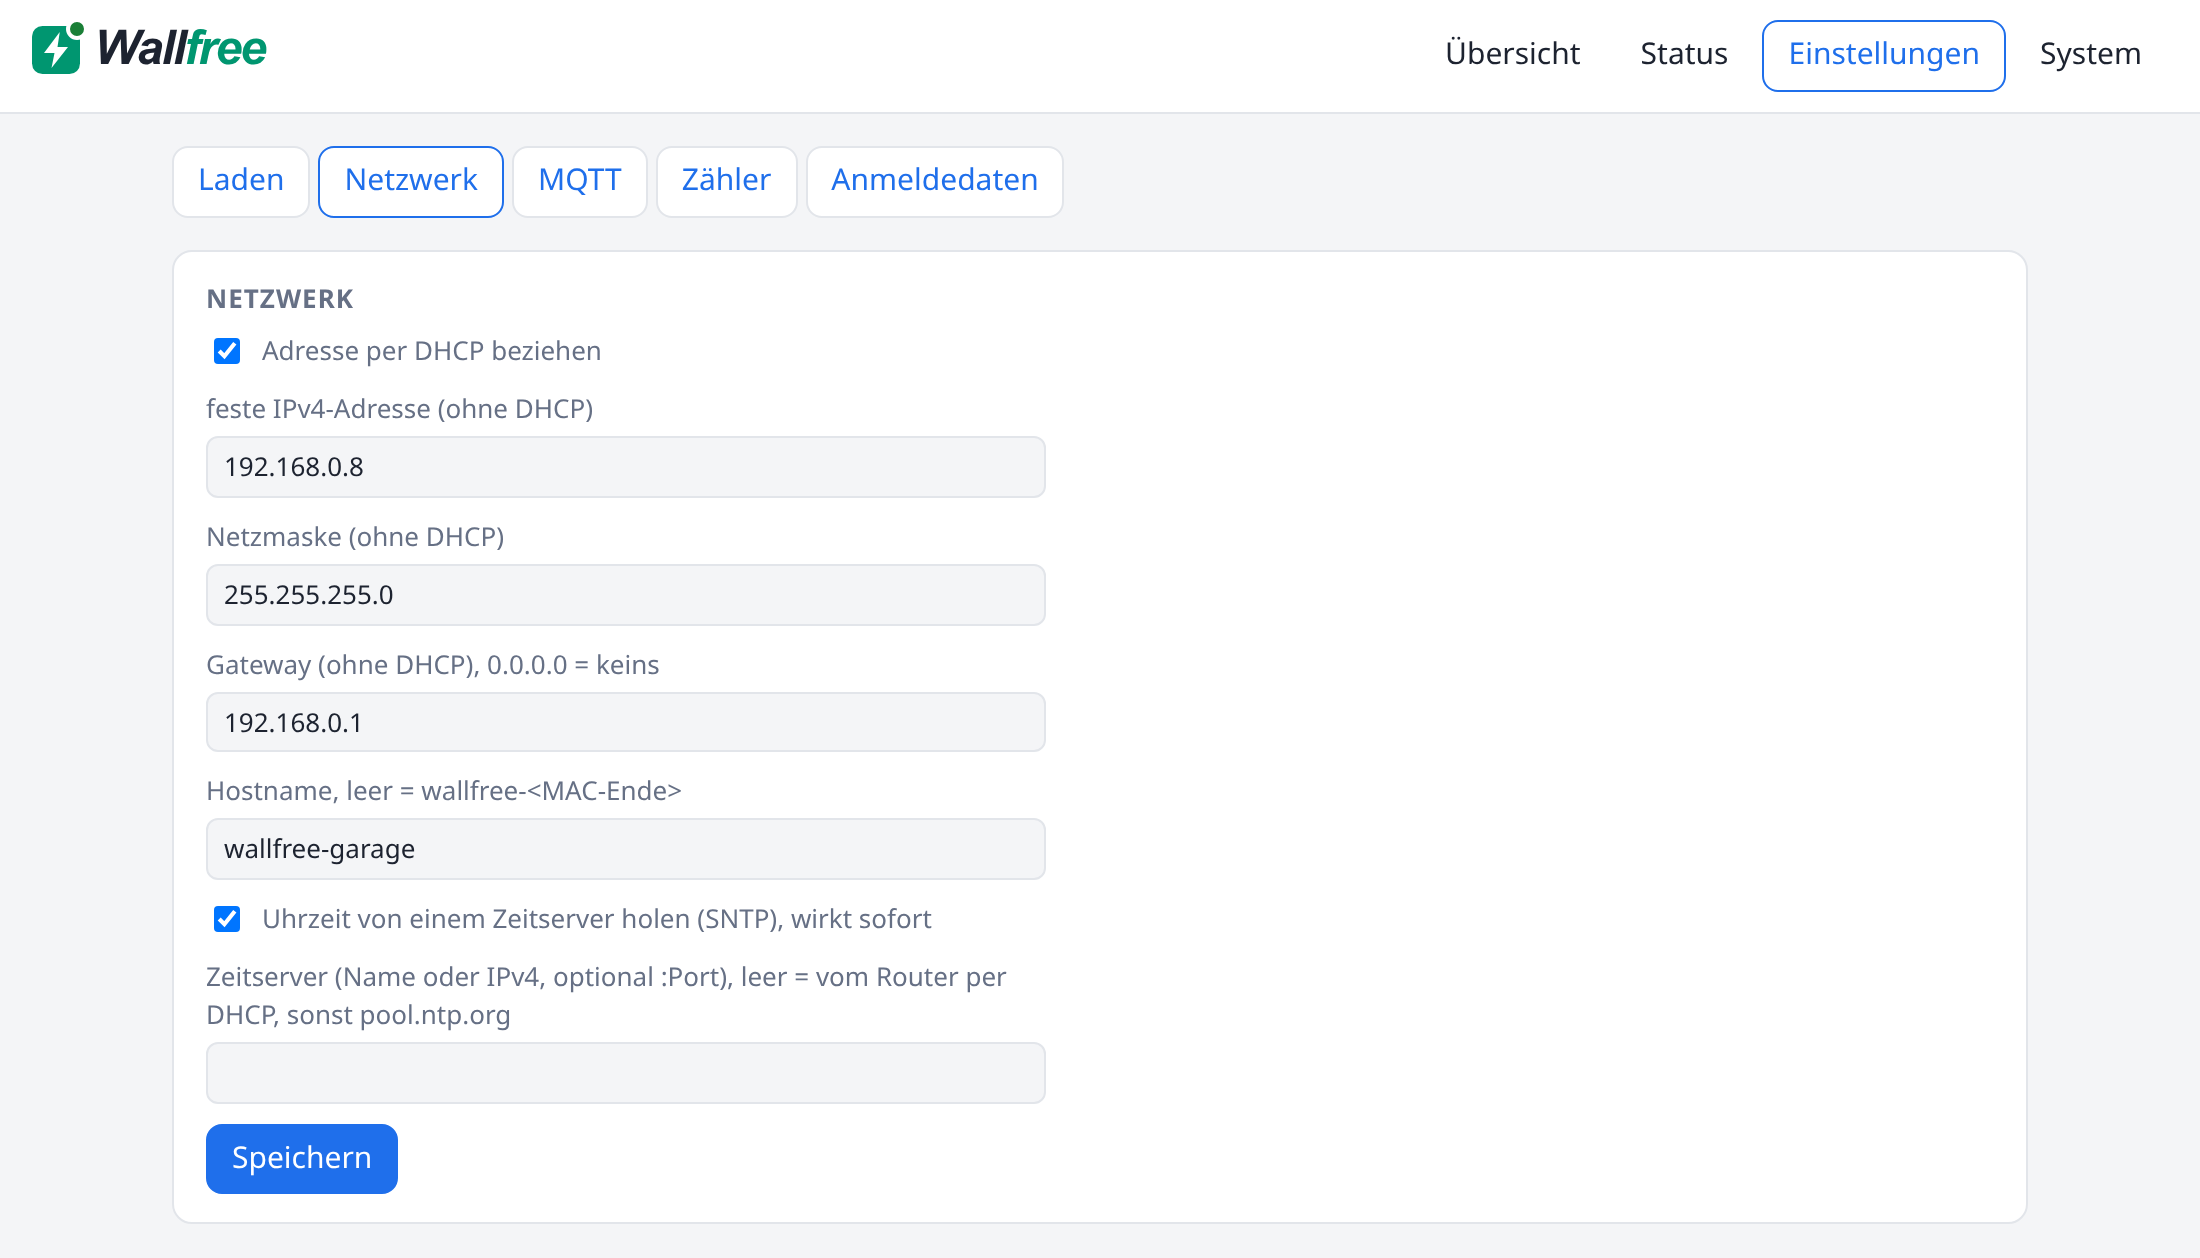 Wallfree
Übersicht
Status
Einstellungen
System
Laden
Netzwerk
MQTT
Zähler
Anmeldedaten
NETZWERK
Adresse per DHCP beziehen
feste IPv4-Adresse (ohne DHCP)
192.168.0.8
Netzmaske (ohne DHCP)
255.255.255.0
Gateway (ohne DHCP), 0.0.0.0 = keins
192.168.0.1
Hostname, leer = wallfree-<MAC-Ende>
wallfree-garage
Uhrzeit von einem Zeitserver holen (SNTP), wirkt sofort
Zeitserver (Name oder IPv4, optional :Port), leer = vom Router per
DHCP, sonst pool.ntp.org
Speichern